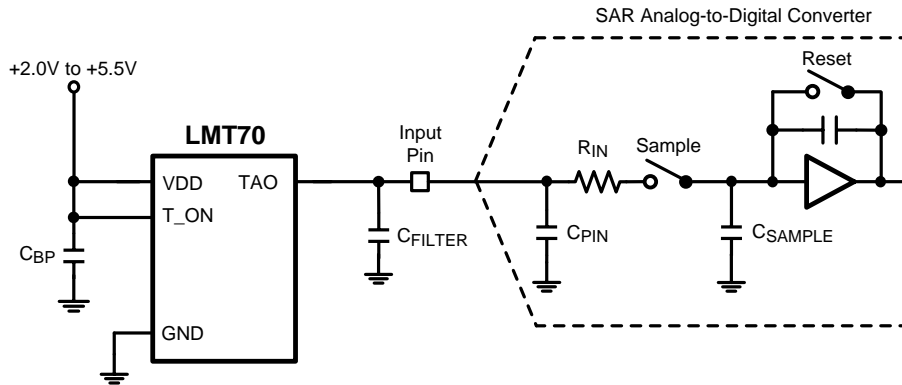 SAR Analog-to-Digital Converter
+2.0V to +5.5V
Reset
LMT70
Input
Pin
RIN
Sample
VDD
TAO
T_ON
CBP
CFILTER
CPIN
CSAMPLE
GND